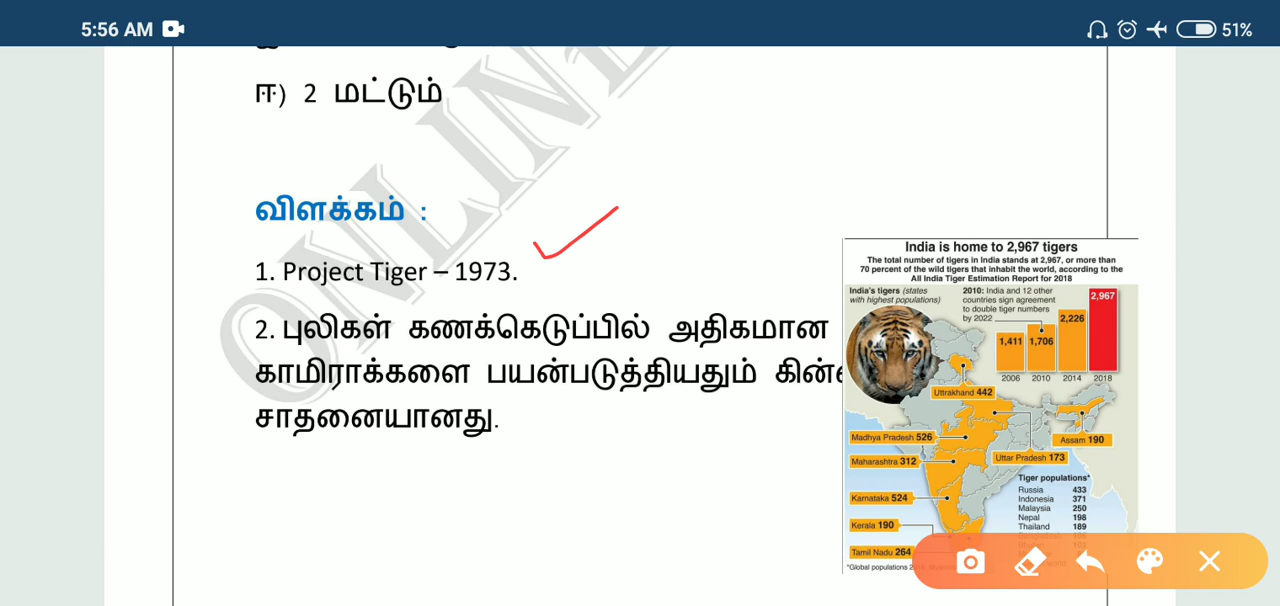 5:56 AM
51%
ONLINE
ஈ) 2 மட்டும்
விளக்கம் :
1. Project Tiger – 1973.
2. புலிகள் கணக்கெடுப்பில் அதிகமான
காமிராக்களை பயன்படுத்தியதும்
சாதனையானது.
India is home to 2,967 tigers
The total number of tigers in India stands at 2,967, or more than
70 percent of the wild tigers that inhabit the world, according to the
All India Tiger Estimation Report for 2018
India's tigers (states
with highest populations)
2010: India and 12 other
countries sign agreement
to double tiger numbers
by 2022
1,411
1,706
2,226
2,967
2006 2010 2014 2018
Uttrakhand 442
Madhya Pradesh 526
Assam 190
Maharashtra 312
Uttar Pradesh 173
Karnataka 524
Kerala 190
Tamil Nadu 264
Tiger populations*
Russia 433
Indonesia 371
Malaysia 250
Nepal 198
Thailand 189
*Global populations